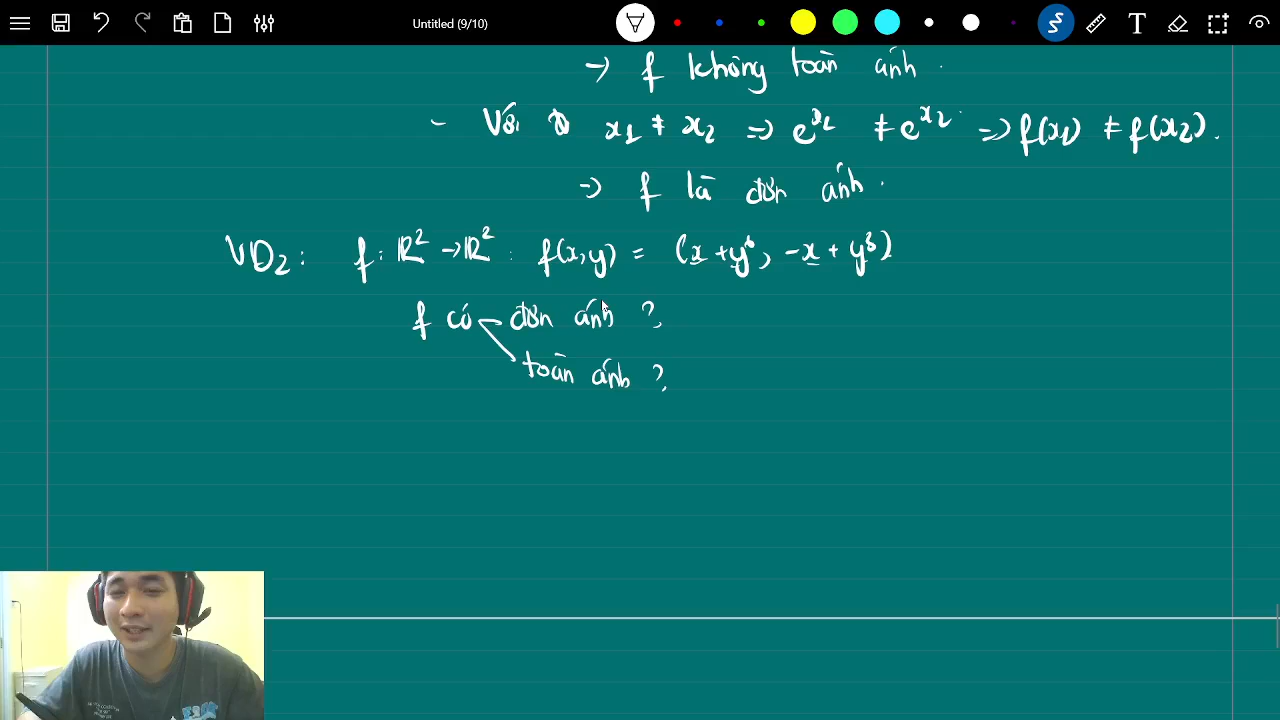 Untitled (9/10)
→ f không toàn ánh.
- Với x₁ ≠ x₂ => e^x₁ ≠ e^x₂ => f(x₁) ≠ f(x₂).
→ f là đơn ánh.
VD₂: f: ℝ² → ℝ²: f(x,y) = (x + y⁶, -x + y³)
f có đơn ánh ?
toàn ánh ?